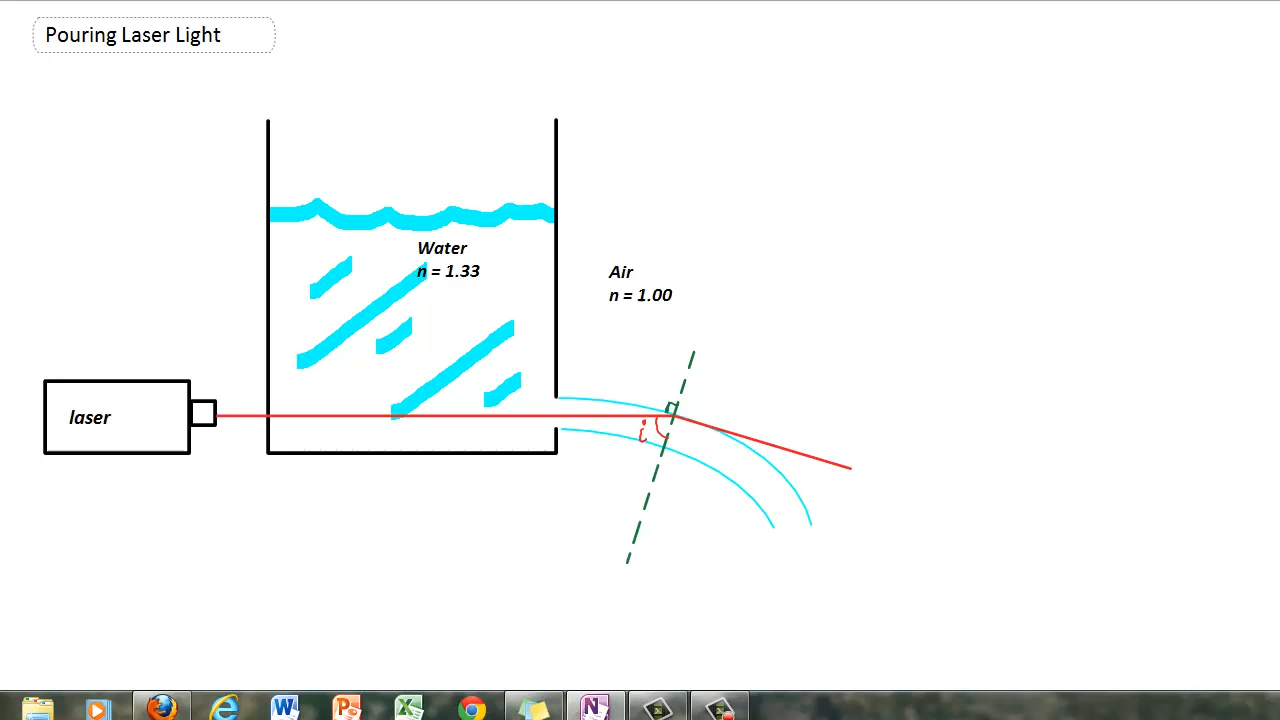 Pouring Laser Light
Water
n = 1.33
Air
n = 1.00
laser
i